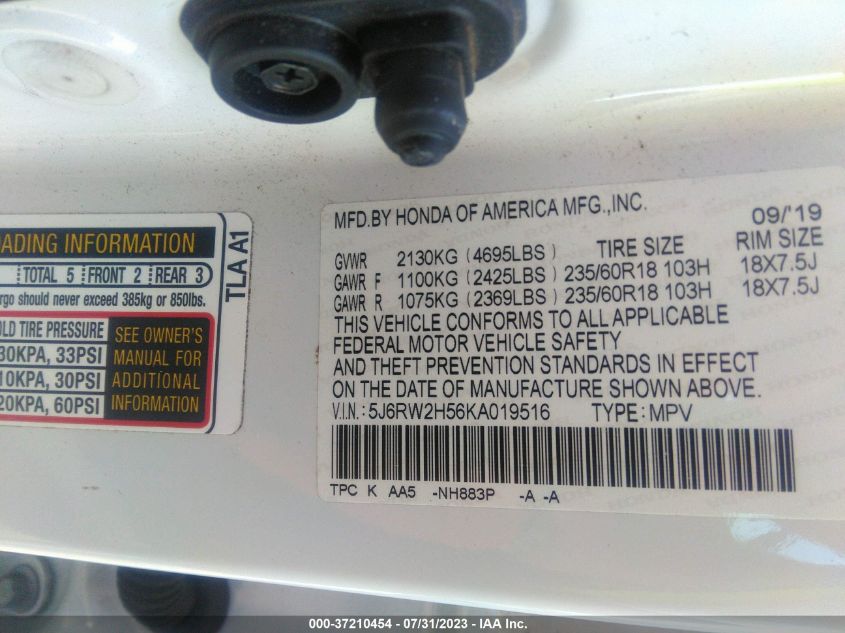 OADING INFORMATION
TOTAL 5 FRONT 2 REAR 3
rgo should never exceed 385kg or 850lbs.
OLD TIRE PRESSURE
30KPA, 33PSI
10KPA, 30PSI
20KPA, 60PSI
SEE OWNER'S
MANUAL FOR
ADDITIONAL
INFORMATION
TLA A1
MFD.BY HONDA OF AMERICA MFG.,INC. 09/'19
GVWR 2130KG (4695LBS) TIRE SIZE RIM SIZE
GAWR F 1100KG (2425LBS) 235/60R18 103H 18X7.5J
GAWR R 1075KG (2369LBS) 235/60R18 103H 18X7.5J
THIS VEHICLE CONFORMS TO ALL APPLICABLE
FEDERAL MOTOR VEHICLE SAFETY
AND THEFT PREVENTION STANDARDS IN EFFECT
ON THE DATE OF MANUFACTURE SHOWN ABOVE.
V.I.N.: 5J6RW2H56KA019516 TYPE: MPV
TPC K AA5 -NH883P -A -A
000-37210454 - 07/31/2023 - IAA Inc.